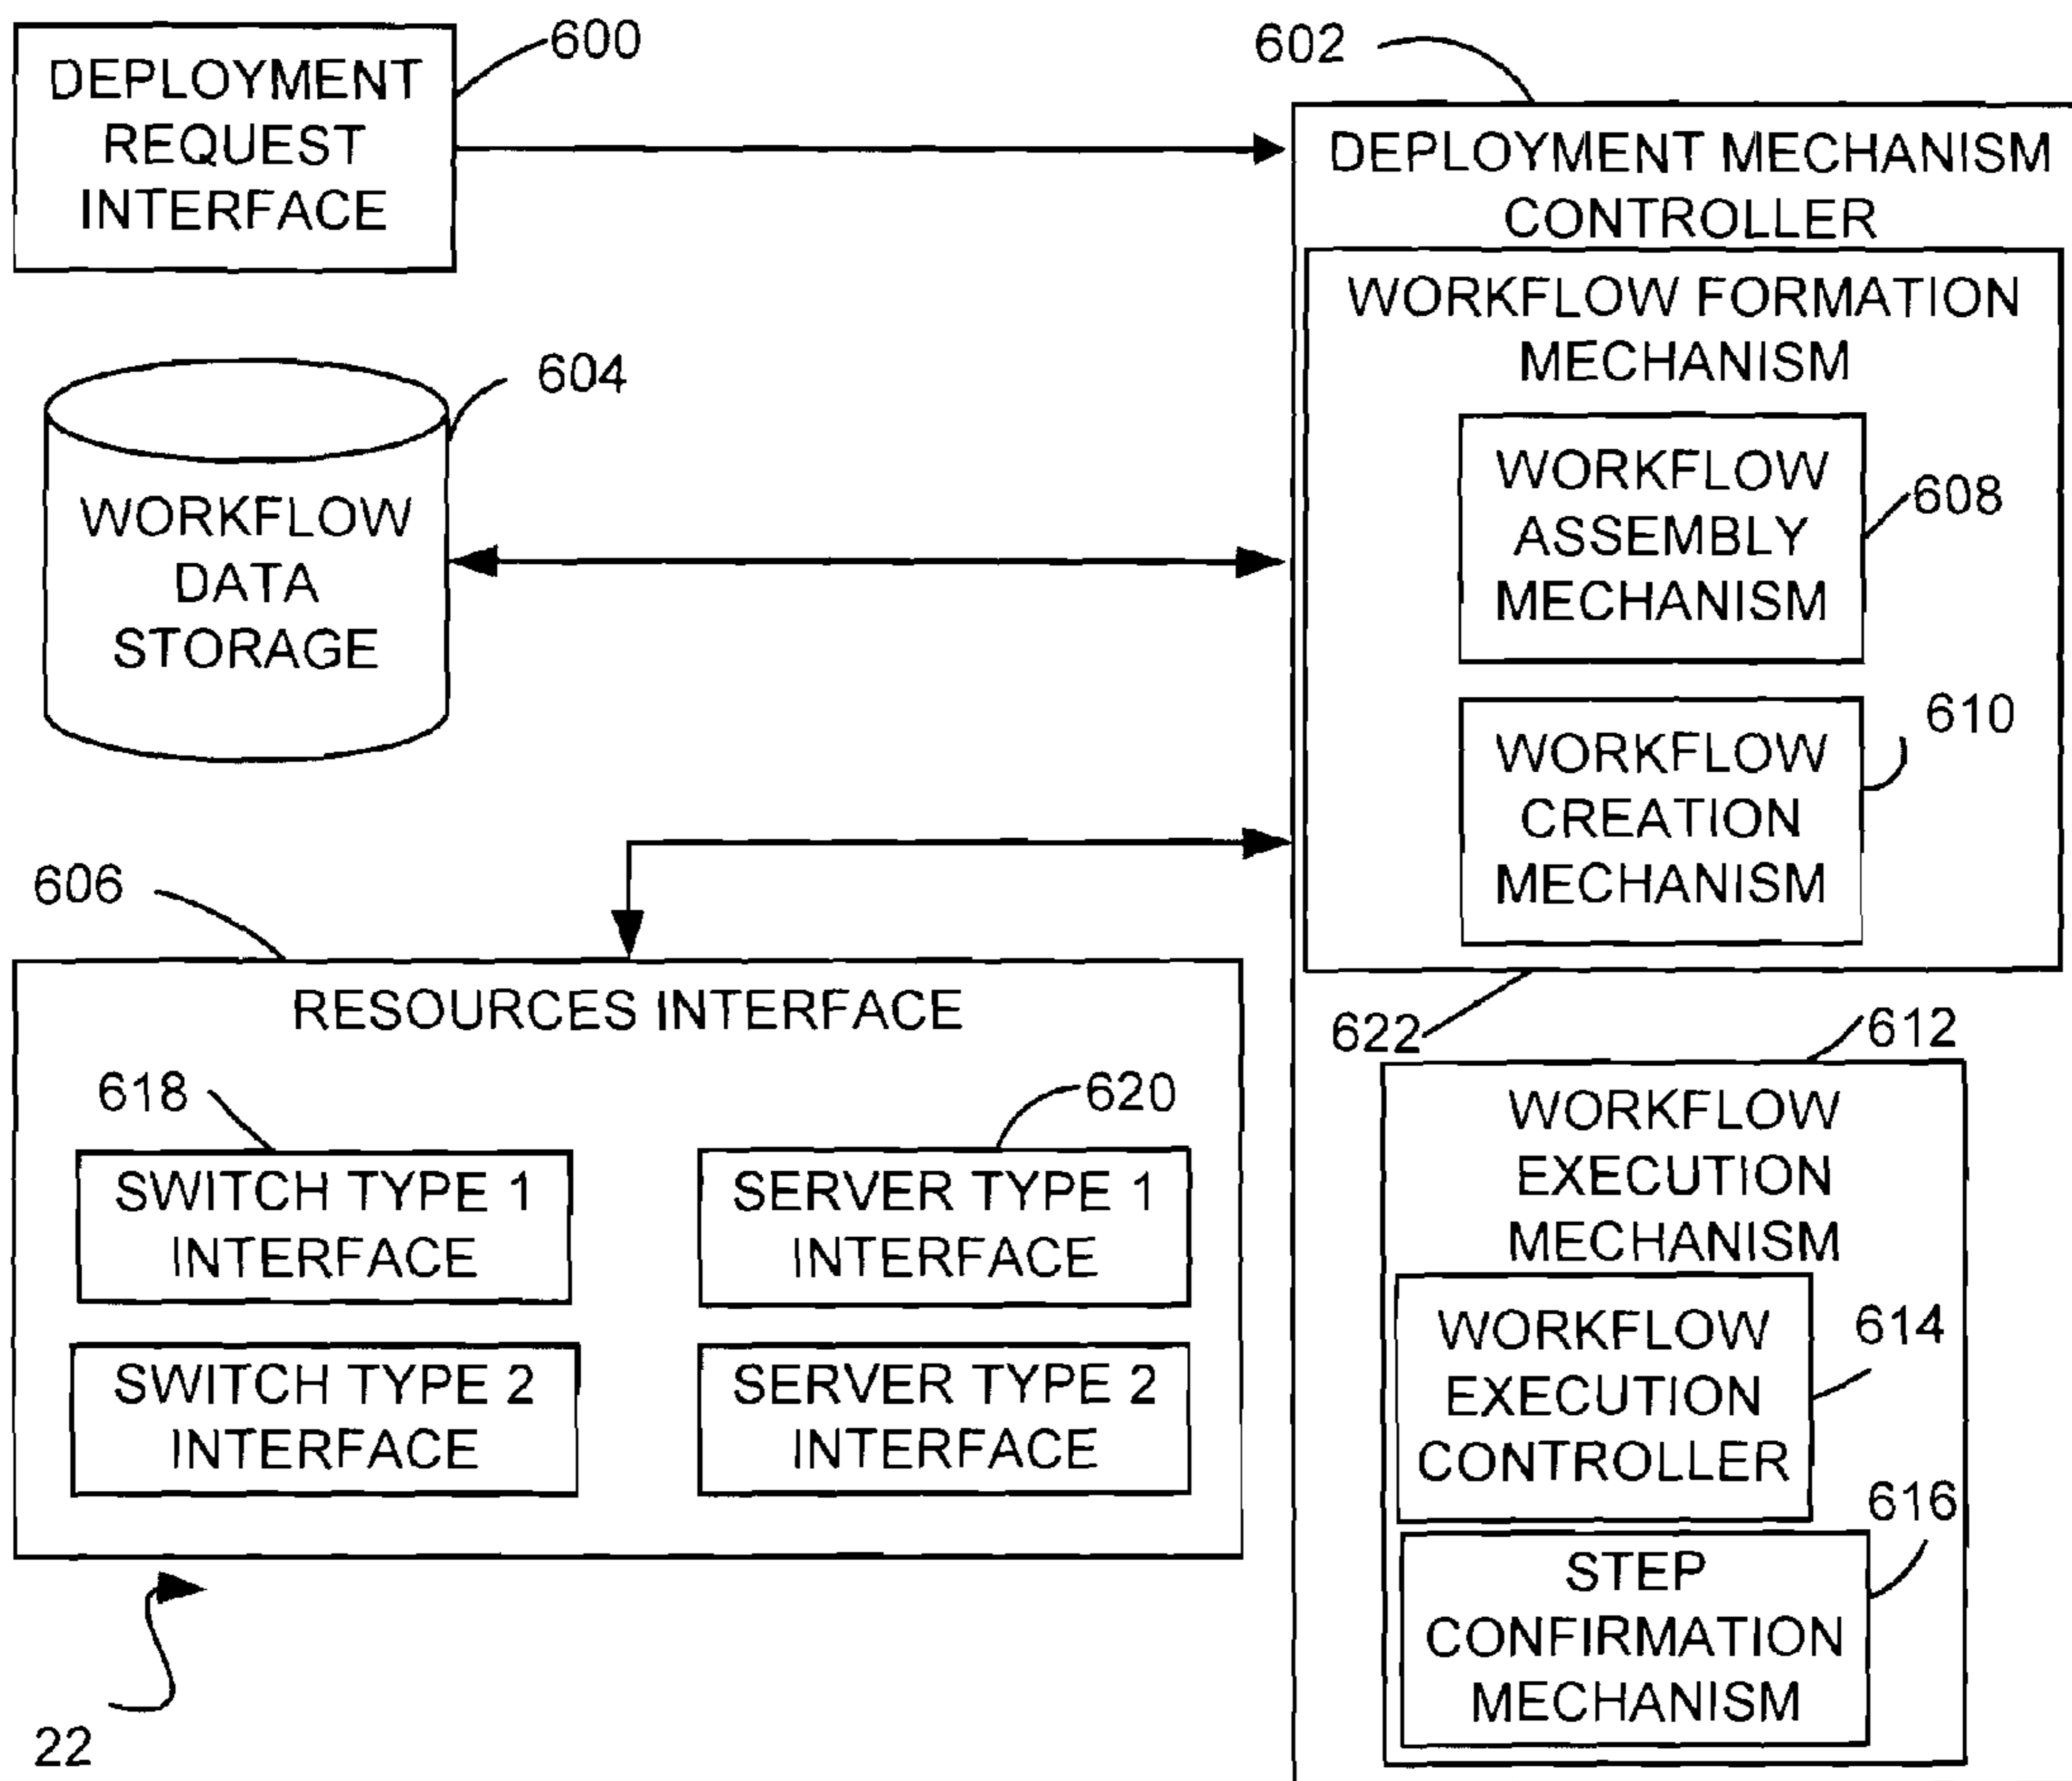 DEPLOYMENT
REQUEST
INTERFACE
600
602
DEPLOYMENT MECHANISM
CONTROLLER
WORKFLOW FORMATION
MECHANISM
604
WORKFLOW
DATA
STORAGE
WORKFLOW
ASSEMBLY
MECHANISM
608
WORKFLOW
CREATION
MECHANISM
610
606
RESOURCES INTERFACE
618
620
SWITCH TYPE 1
INTERFACE
SERVER TYPE 1
INTERFACE
SWITCH TYPE 2
INTERFACE
SERVER TYPE 2
INTERFACE
622
612
WORKFLOW
EXECUTION
MECHANISM
WORKFLOW
EXECUTION
CONTROLLER
614
616
STEP
CONFIRMATION
MECHANISM
22